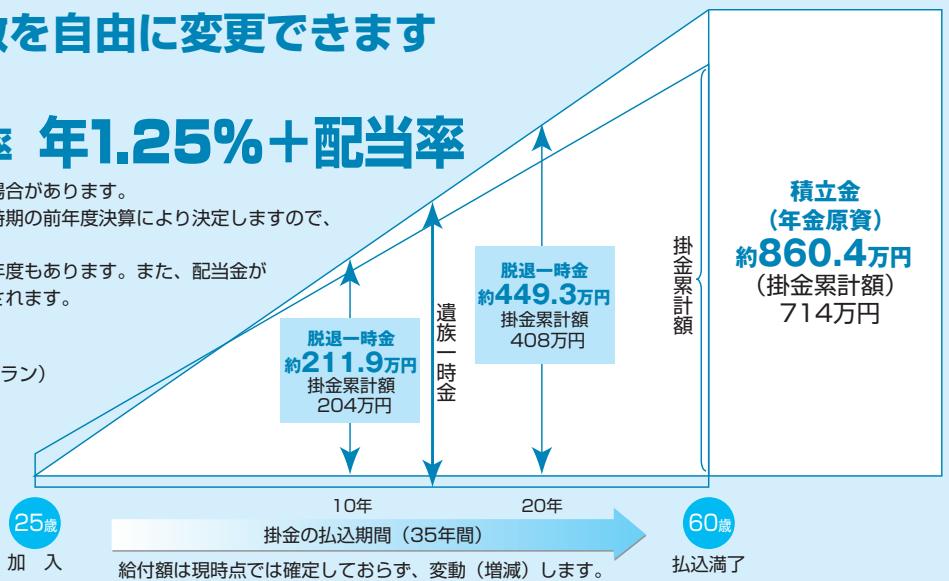 数を自由に変更できます
率 年1.25%+配当率
場合があります。
時期の前年度決算により決定しますので、
年度もあります。また、配当金が
されます。
ラン)
脱退一時金
約211.9万円
掛金累計額
204万円
遺族一時金
脱退一時金
約449.3万円
掛金累計額
408万円
掛金累計額
積立金
(年金原資)
約860.4万円
(掛金累計額)
714万円
10年
20年
25歳
加 入
掛金の払込期間(35年間)
60歳
払込満了
給付額は現時点では確定しておらず、変動(増減)します。